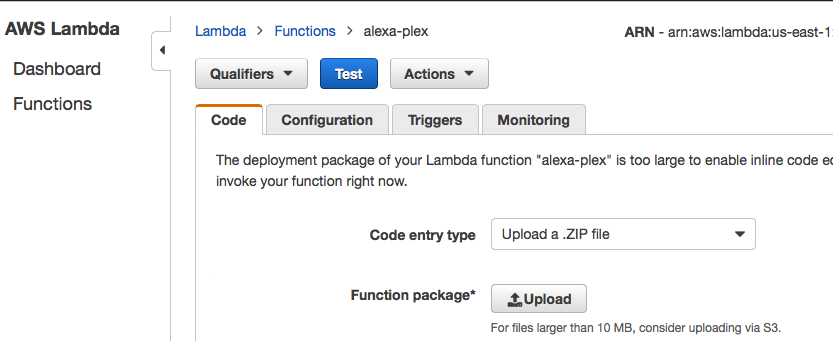 AWS Lambda
Dashboard
Functions
Lambda > Functions > alexa-plex
ARN - arn:aws:lambda:us-east-1:
Qualifiers
Test
Actions
Code
Configuration
Triggers
Monitoring
The deployment package of your Lambda function "alexa-plex" is too large to enable inline code
invoke your function right now.
Code entry type
Upload a .ZIP file
Function package*
Upload
For files larger than 10 MB, consider uploading via S3.